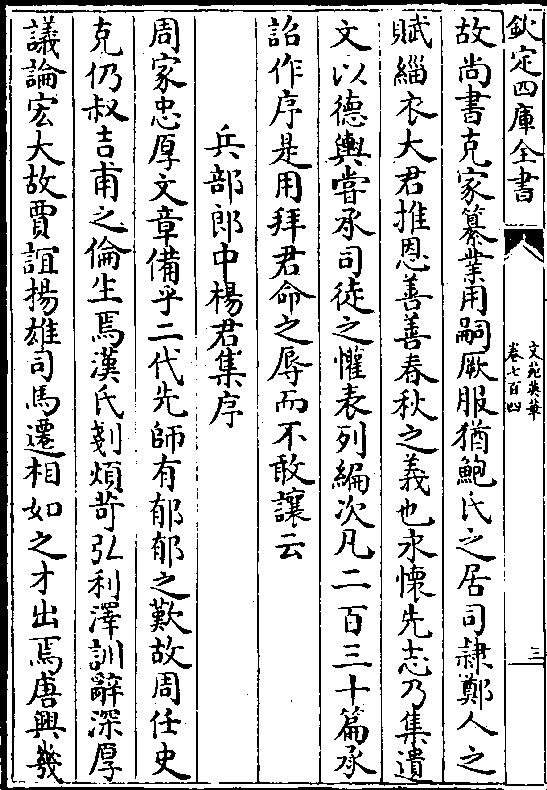 欽定四庫全書
文苑英華
卷七百四
三
故尚書克家纂業用嗣厥服猶鮑氏之居司隷鄭人之
賦緇衣大君推恩善善春秋之義也永懷先志乃集遺
文以德輿嘗承司徒之懽表列編次凡二百三十篇承
詔作序是用拜君命之辱而不敢讓云
兵部郎中楊君集序
周家忠厚文章備乎二代先師有郁郁之歎故周任史
克仍叔吉甫之倫生焉漢氏剗煩苛弘利澤訓辭深厚
議論宏大故賈誼揚雄司馬遷相如之才出焉唐興幾